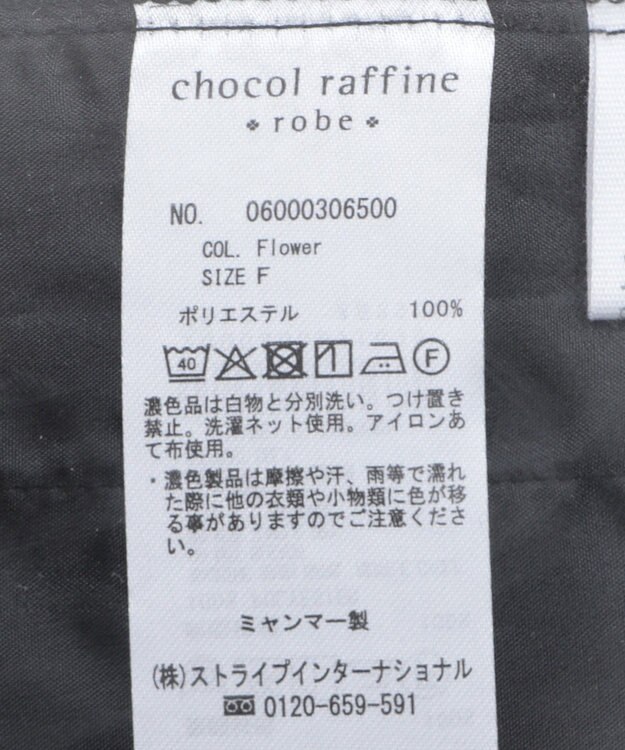 chocol raffine
robe
NO. 06000306500
COL. Flower
SIZE F
ポリエステル 100%
40 F
濃色品は白物と分別洗い。つけ置き
禁止。洗濯ネット使用。アイロンあ
て布使用。
・濃色製品は摩擦や汗、雨等で濡れ
た際に他の衣類や小物類に色が移
る事がありますのでご注意くださ
い。
ミャンマー製
(株)ストライプインターナショナル
0120-659-591